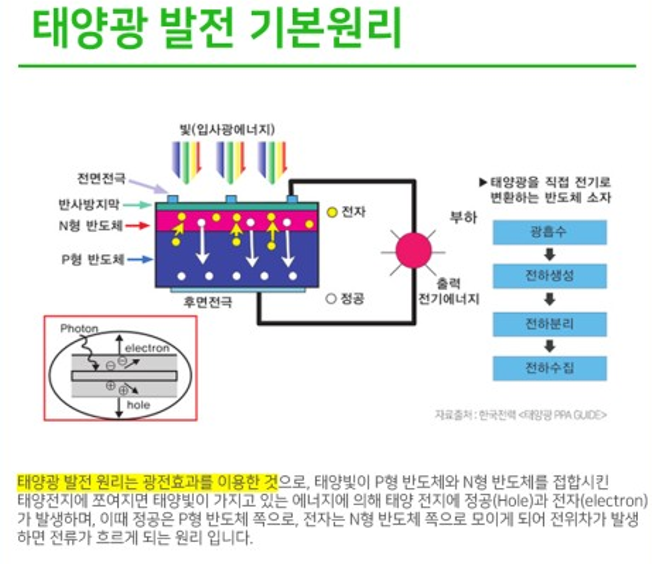 태양광 발전 기본원리
빛(입사광에너지)
전면전극
반사방지막
N형 반도체
P형 반도체
전자
정공
후면전극
부하
출력
전기에너지
▶태양광을 직접 전기로
변환하는 반도체 소자
광흡수
전하생성
전하분리
전하수집
Photon
electron
hole
자료출처 : 한국전력 <태양광 PPA GUIDE>
태양광 발전 원리는 광전효과를 이용한 것으로, 태양빛이 P형 반도체와 N형 반도체를 접합시킨
태양전지에 쪼여지면 태양빛이 가지고 있는 에너지에 의해 태양 전지에 정공(Hole)과 전자(electron)
가 발생하며, 이때 정공은 P형 반도체 쪽으로, 전자는 N형 반도체 쪽으로 모이게 되어 전위차가 발생
하면 전류가 흐르게 되는 원리 입니다.